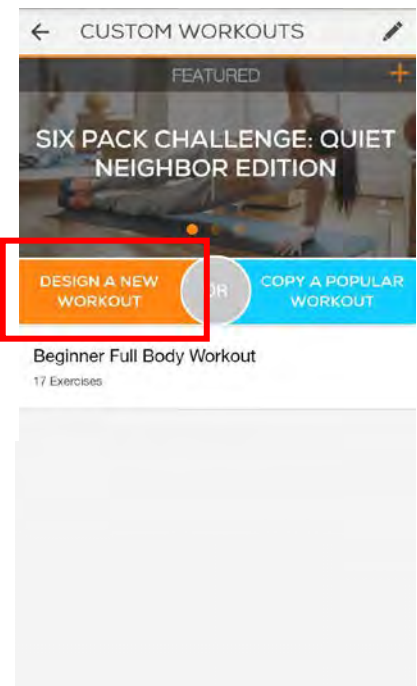 CUSTOM WORKOUTS
FEATURED
SIX PACK CHALLENGE: QUIET
NEIGHBOR EDITION
DESIGN A NEW
WORKOUT
OR
COPY A POPULAR
WORKOUT
Beginner Full Body Workout
17 Exercises